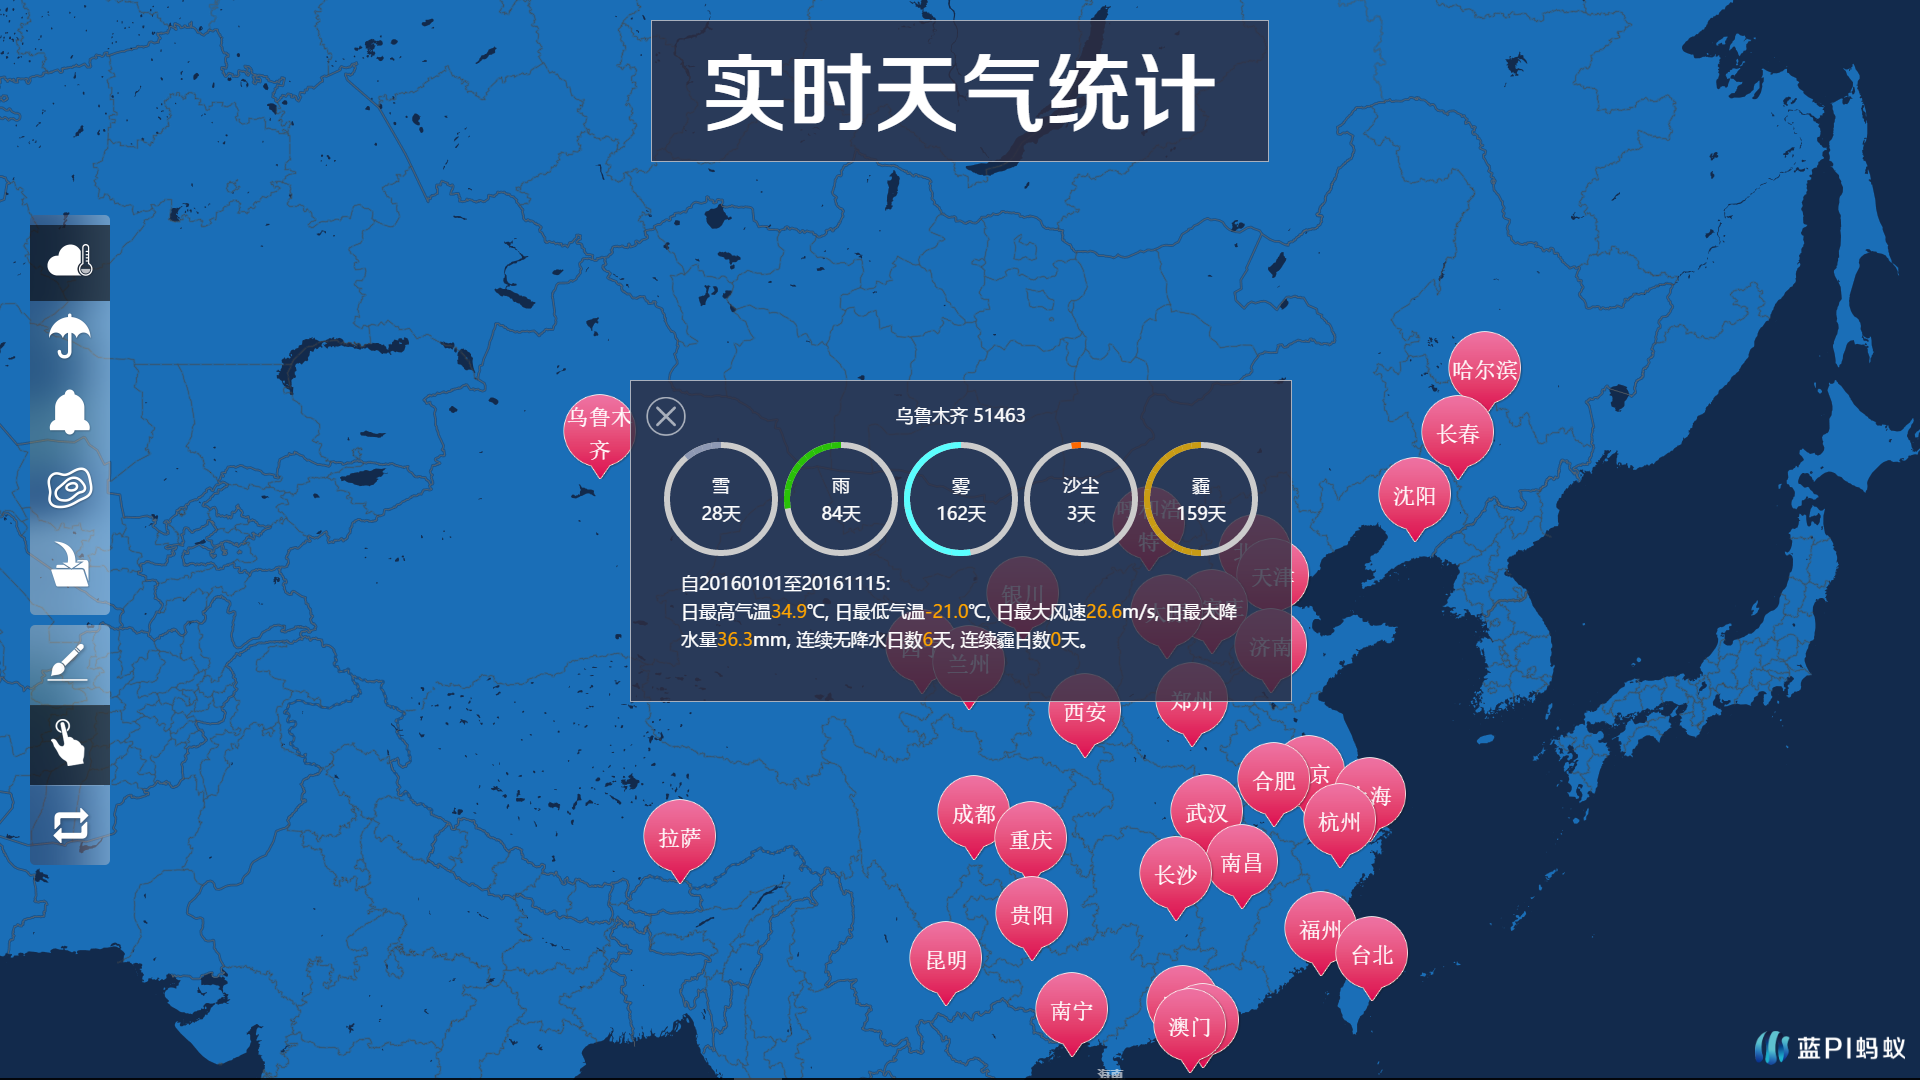 实时天气统计
哈尔滨
乌鲁木
齐
长春
沈阳
乌鲁木齐 51463
雪
28天
雨
84天
雾
162天
沙尘
3天
霾
159天
呼和浩
特
北
天津
银川
自20160101至20161115:
日最高气温34.9℃, 日最低气温-21.0℃, 日最大风速26.6m/s, 日最大降
水量36.3mm, 连续无降水日数6天, 连续霾日数0天。
济南
兰州
西安
郑州
合肥
京
海
成都
武汉
杭州
重庆
拉萨
南昌
长沙
贵阳
福州
台北
昆明
南宁
澳门
海南
蓝PI蚂蚁